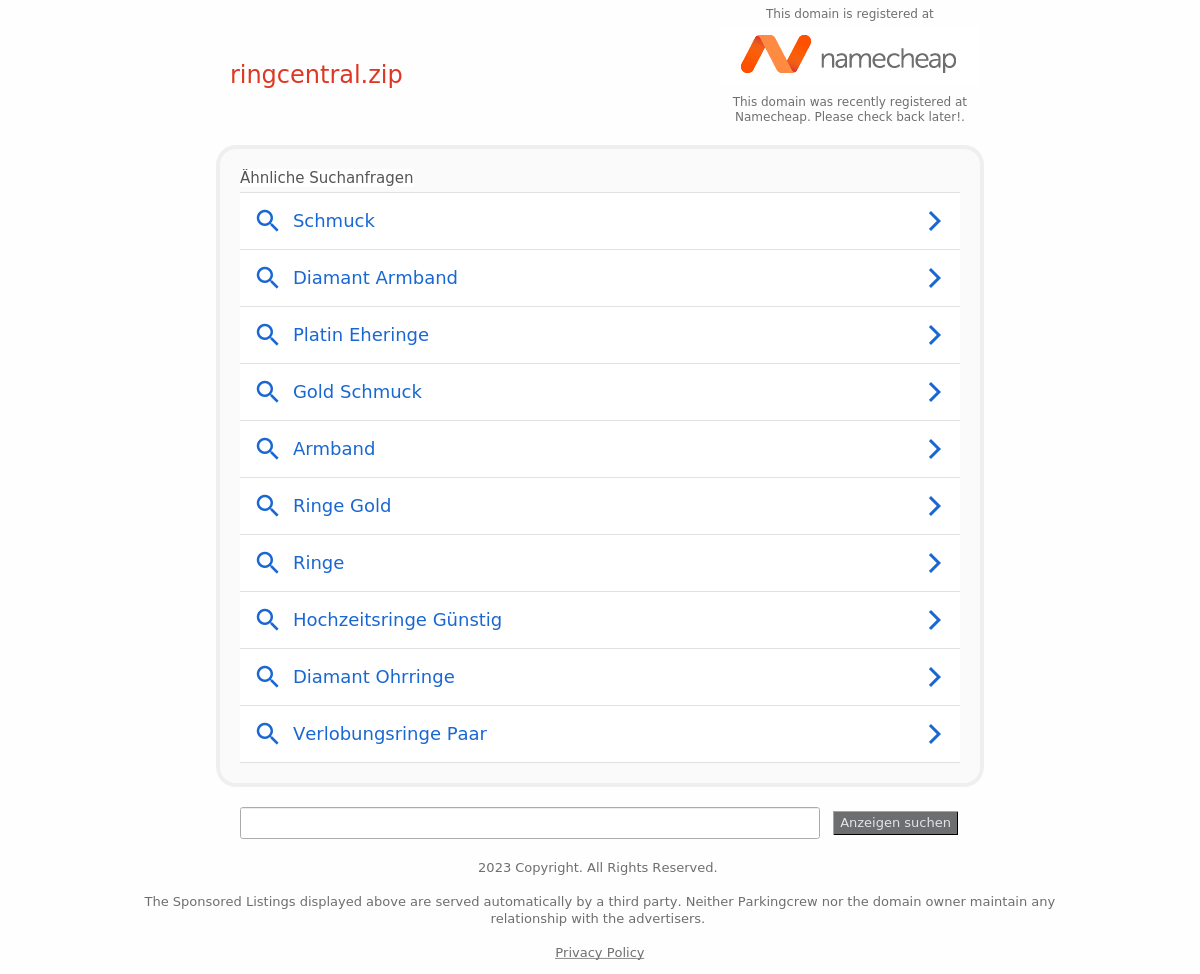 This domain is registered at
namecheap
ringcentral.zip
This domain was recently registered at
Namecheap. Please check back later!.
Ähnliche Suchanfragen
Schmuck
Diamant Armband
Platin Eheringe
Gold Schmuck
Armband
Ringe Gold
Ringe
Hochzeitsringe Günstig
Diamant Ohrringe
Verlobungsringe Paar
Anzeigen suchen
2023 Copyright. All Rights Reserved.
The Sponsored Listings displayed above are served automatically by a third party. Neither Parkingcrew nor the domain owner maintain any
relationship with the advertisers.
Privacy Policy